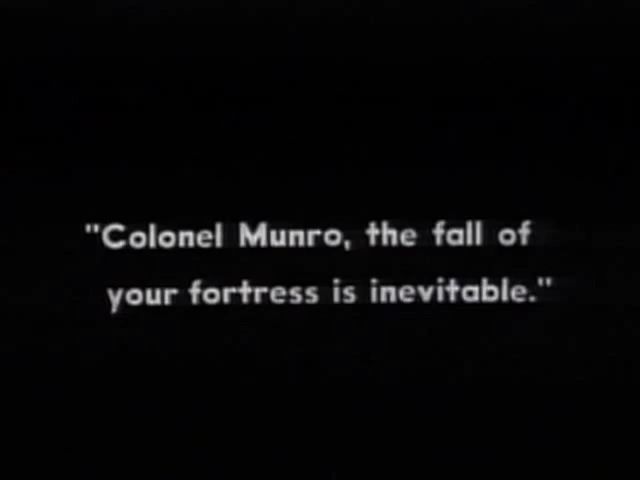 "Colonel Munro, the fall of
your fortress is inevitable."